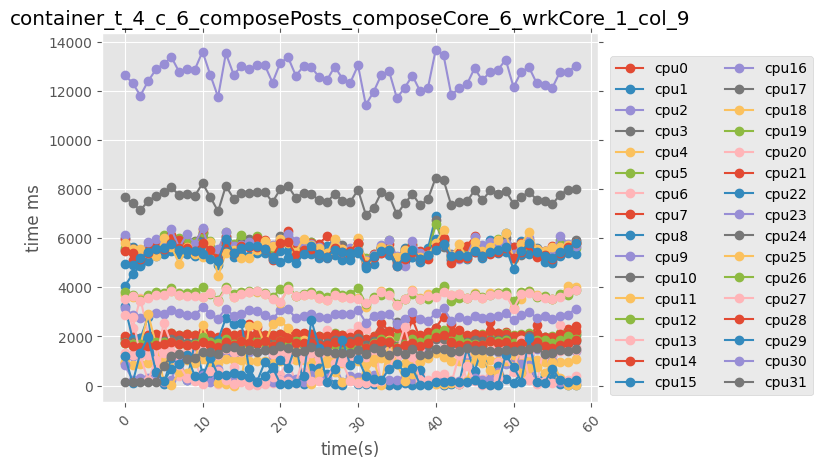 container_t_4_c_6_composePosts_composeCore_6_wrkCore_1_col_9
14000
12000
10000
8000
6000
4000
2000
0
time ms
0 10 20 30 40 50 60
time(s)
cpu0 cpu16
cpu1 cpu17
cpu2 cpu18
cpu3 cpu19
cpu4 cpu20
cpu5 cpu21
cpu6 cpu22
cpu7 cpu23
cpu8 cpu24
cpu9 cpu25
cpu10 cpu26
cpu11 cpu27
cpu12 cpu28
cpu13 cpu29
cpu14 cpu30
cpu15 cpu31